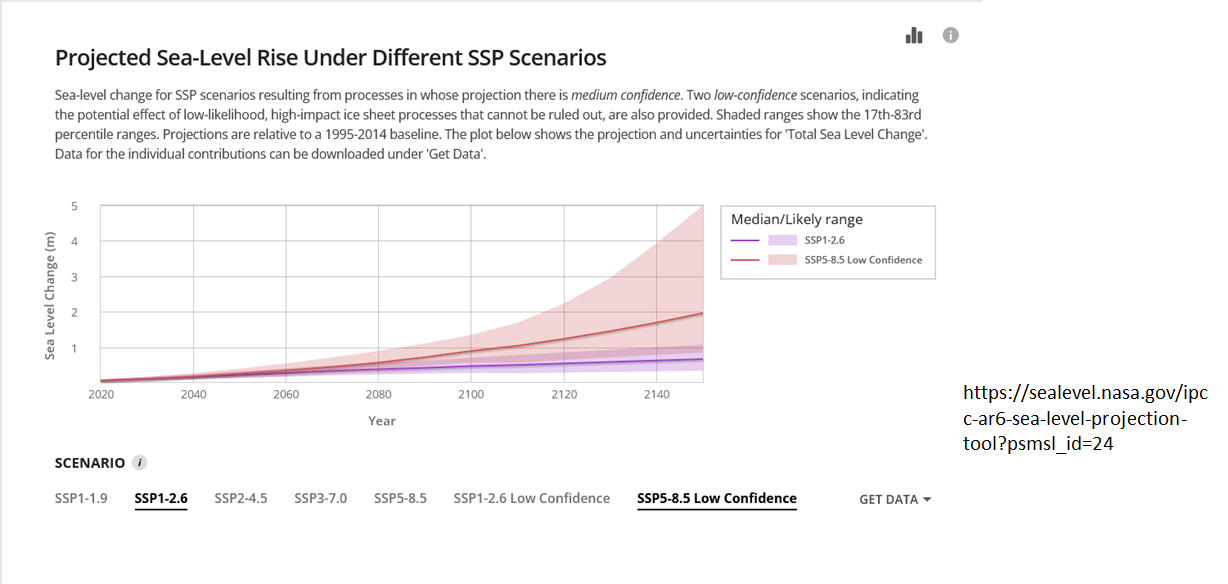 Projected Sea-Level Rise Under Different SSP Scenarios
Sea-level change for SSP scenarios resulting from processes in whose projection there is medium confidence. Two low-confidence scenarios, indicating
the potential effect of low-likelihood, high-impact ice sheet processes that cannot be ruled out, are also provided. Shaded ranges show the 17th-83rd
percentile ranges. Projections are relative to a 1995-2014 baseline. The plot below shows the projection and uncertainties for 'Total Sea Level Change'.
Data for the individual contributions can be downloaded under 'Get Data'.
Sea Level Change (m)
5
4
3
2
1
2020 2040 2060 2080 2100 2120 2140
Year
Median/Likely range
SSP1-2.6
SSP5-8.5 Low Confidence
https://sealevel.nasa.gov/ipc
c-ar6-sea-level-projection-
tool?psmsl_id=24
SCENARIO i
SSP1-1.9 SSP1-2.6 SSP2-4.5 SSP3-7.0 SSP5-8.5 SSP1-2.6 Low Confidence SSP5-8.5 Low Confidence GET DATA